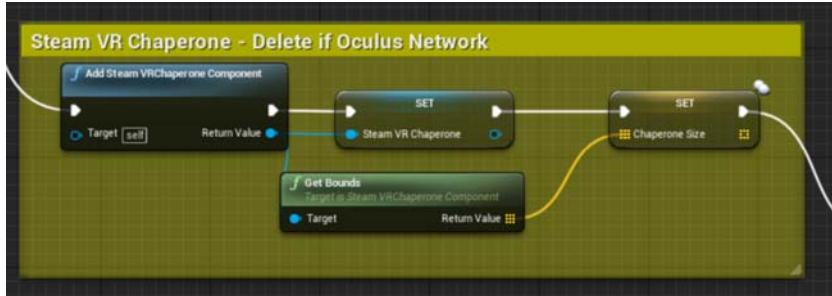 Steam VR Chaperone - Delete if Oculus Network
f Add Steam VRChaperone Component
SET
SET
Target self
Return Value
Steam VR Chaperone
Chaperone Size
f Get Bounds
Target is Steam VRChaperone Component
Target
Return Value